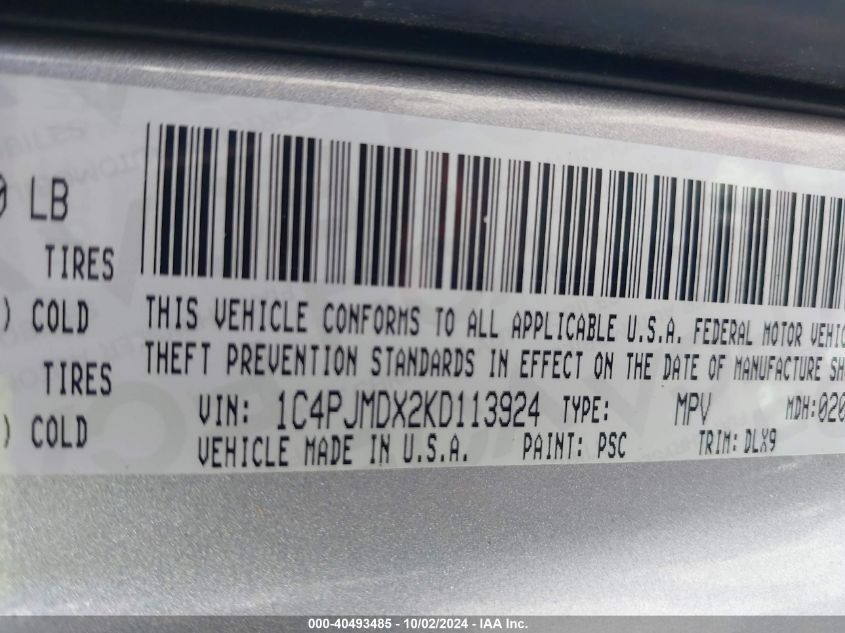 0 LB
TIRES
) COLD
TIRES
) COLD
THIS VEHICLE CONFORMS TO ALL APPLICABLE U.S.A. FEDERAL MOTOR VEHIC
THEFT PREVENTION STANDARDS IN EFFECT ON THE DATE OF MANUFACTURE SH
VIN: 1C4PJMDX2KD113924 TYPE: MPV MDH:020
VEHICLE MADE IN U.S.A. PAINT: PSC TRIM: DLX9
000-40493485 - 10/02/2024 - IAA Inc.